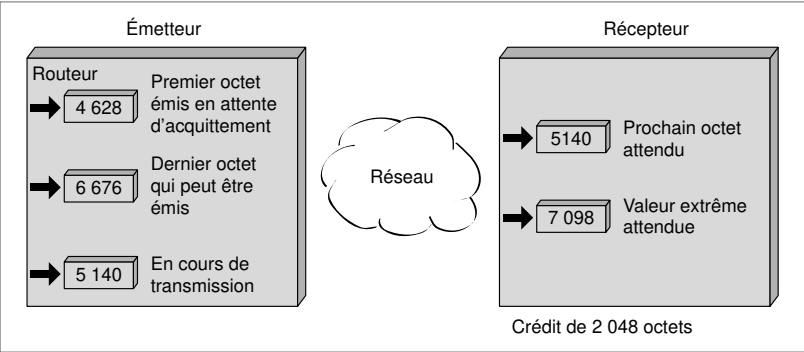 Émetteur
Routeur
4 628
Premier octet
émis en attente
d'acquittement
6 676
Dernier octet
qui peut être
émis
5 140
En cours de
transmission
Réseau
Récepteur
5140
Prochain octet
attendu
7 098
Valeur extrême
attendue
Crédit de 2 048 octets